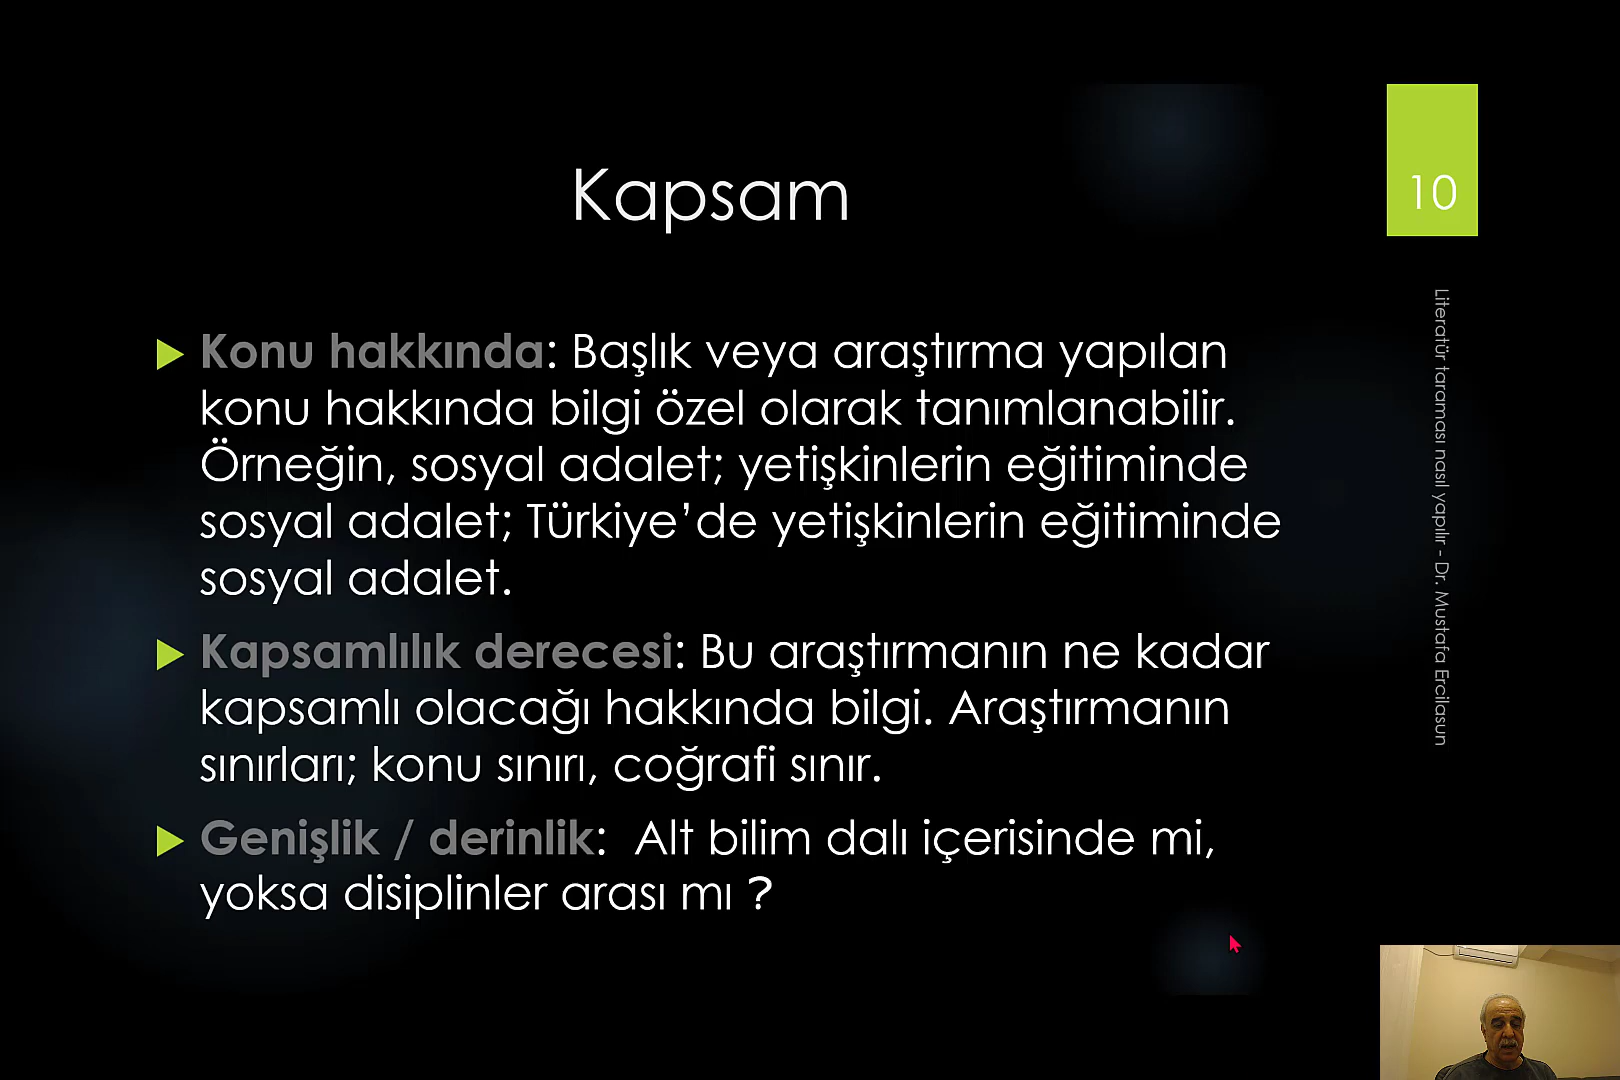 Kapsam
10
Konu hakkında: Başlık veya araştırma yapılan
konu hakkında bilgi özel olarak tanımlanabilir.
Örneğin, sosyal adalet; yetişkinlerin eğitiminde
sosyal adalet; Türkiye’de yetişkinlerin eğitiminde
sosyal adalet.
Kapsamlılık derecesi: Bu araştırmanın ne kadar
kapsamlı olacağı hakkında bilgi. Araştırmanın
sınırları; konu sınırı, coğrafi sınır.
Genişlik / derinlik:  Alt bilim dalı içerisinde mi,
yoksa disiplinler arası mı ?
Literatür taraması nasıl yapılır - Dr. Mustafa Ercilasun